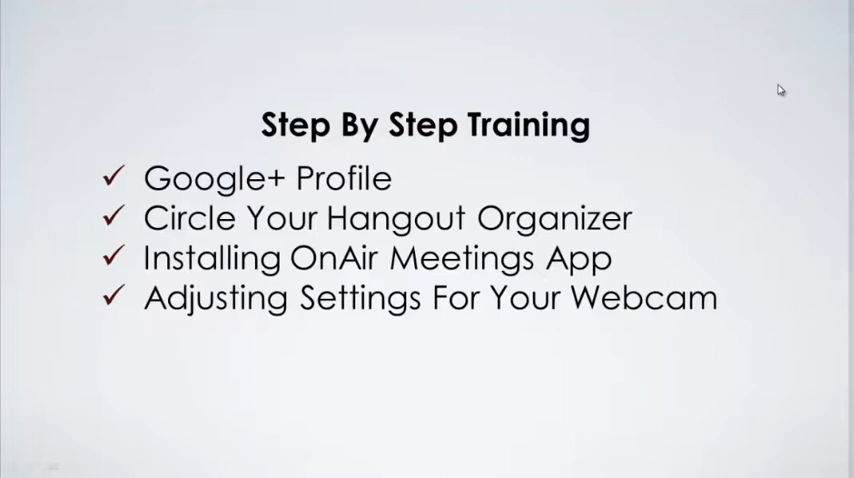 Step By Step Training
✓ Google+ Profile
✓ Circle Your Hangout Organizer
✓ Installing OnAir Meetings App
✓ Adjusting Settings For Your Webcam